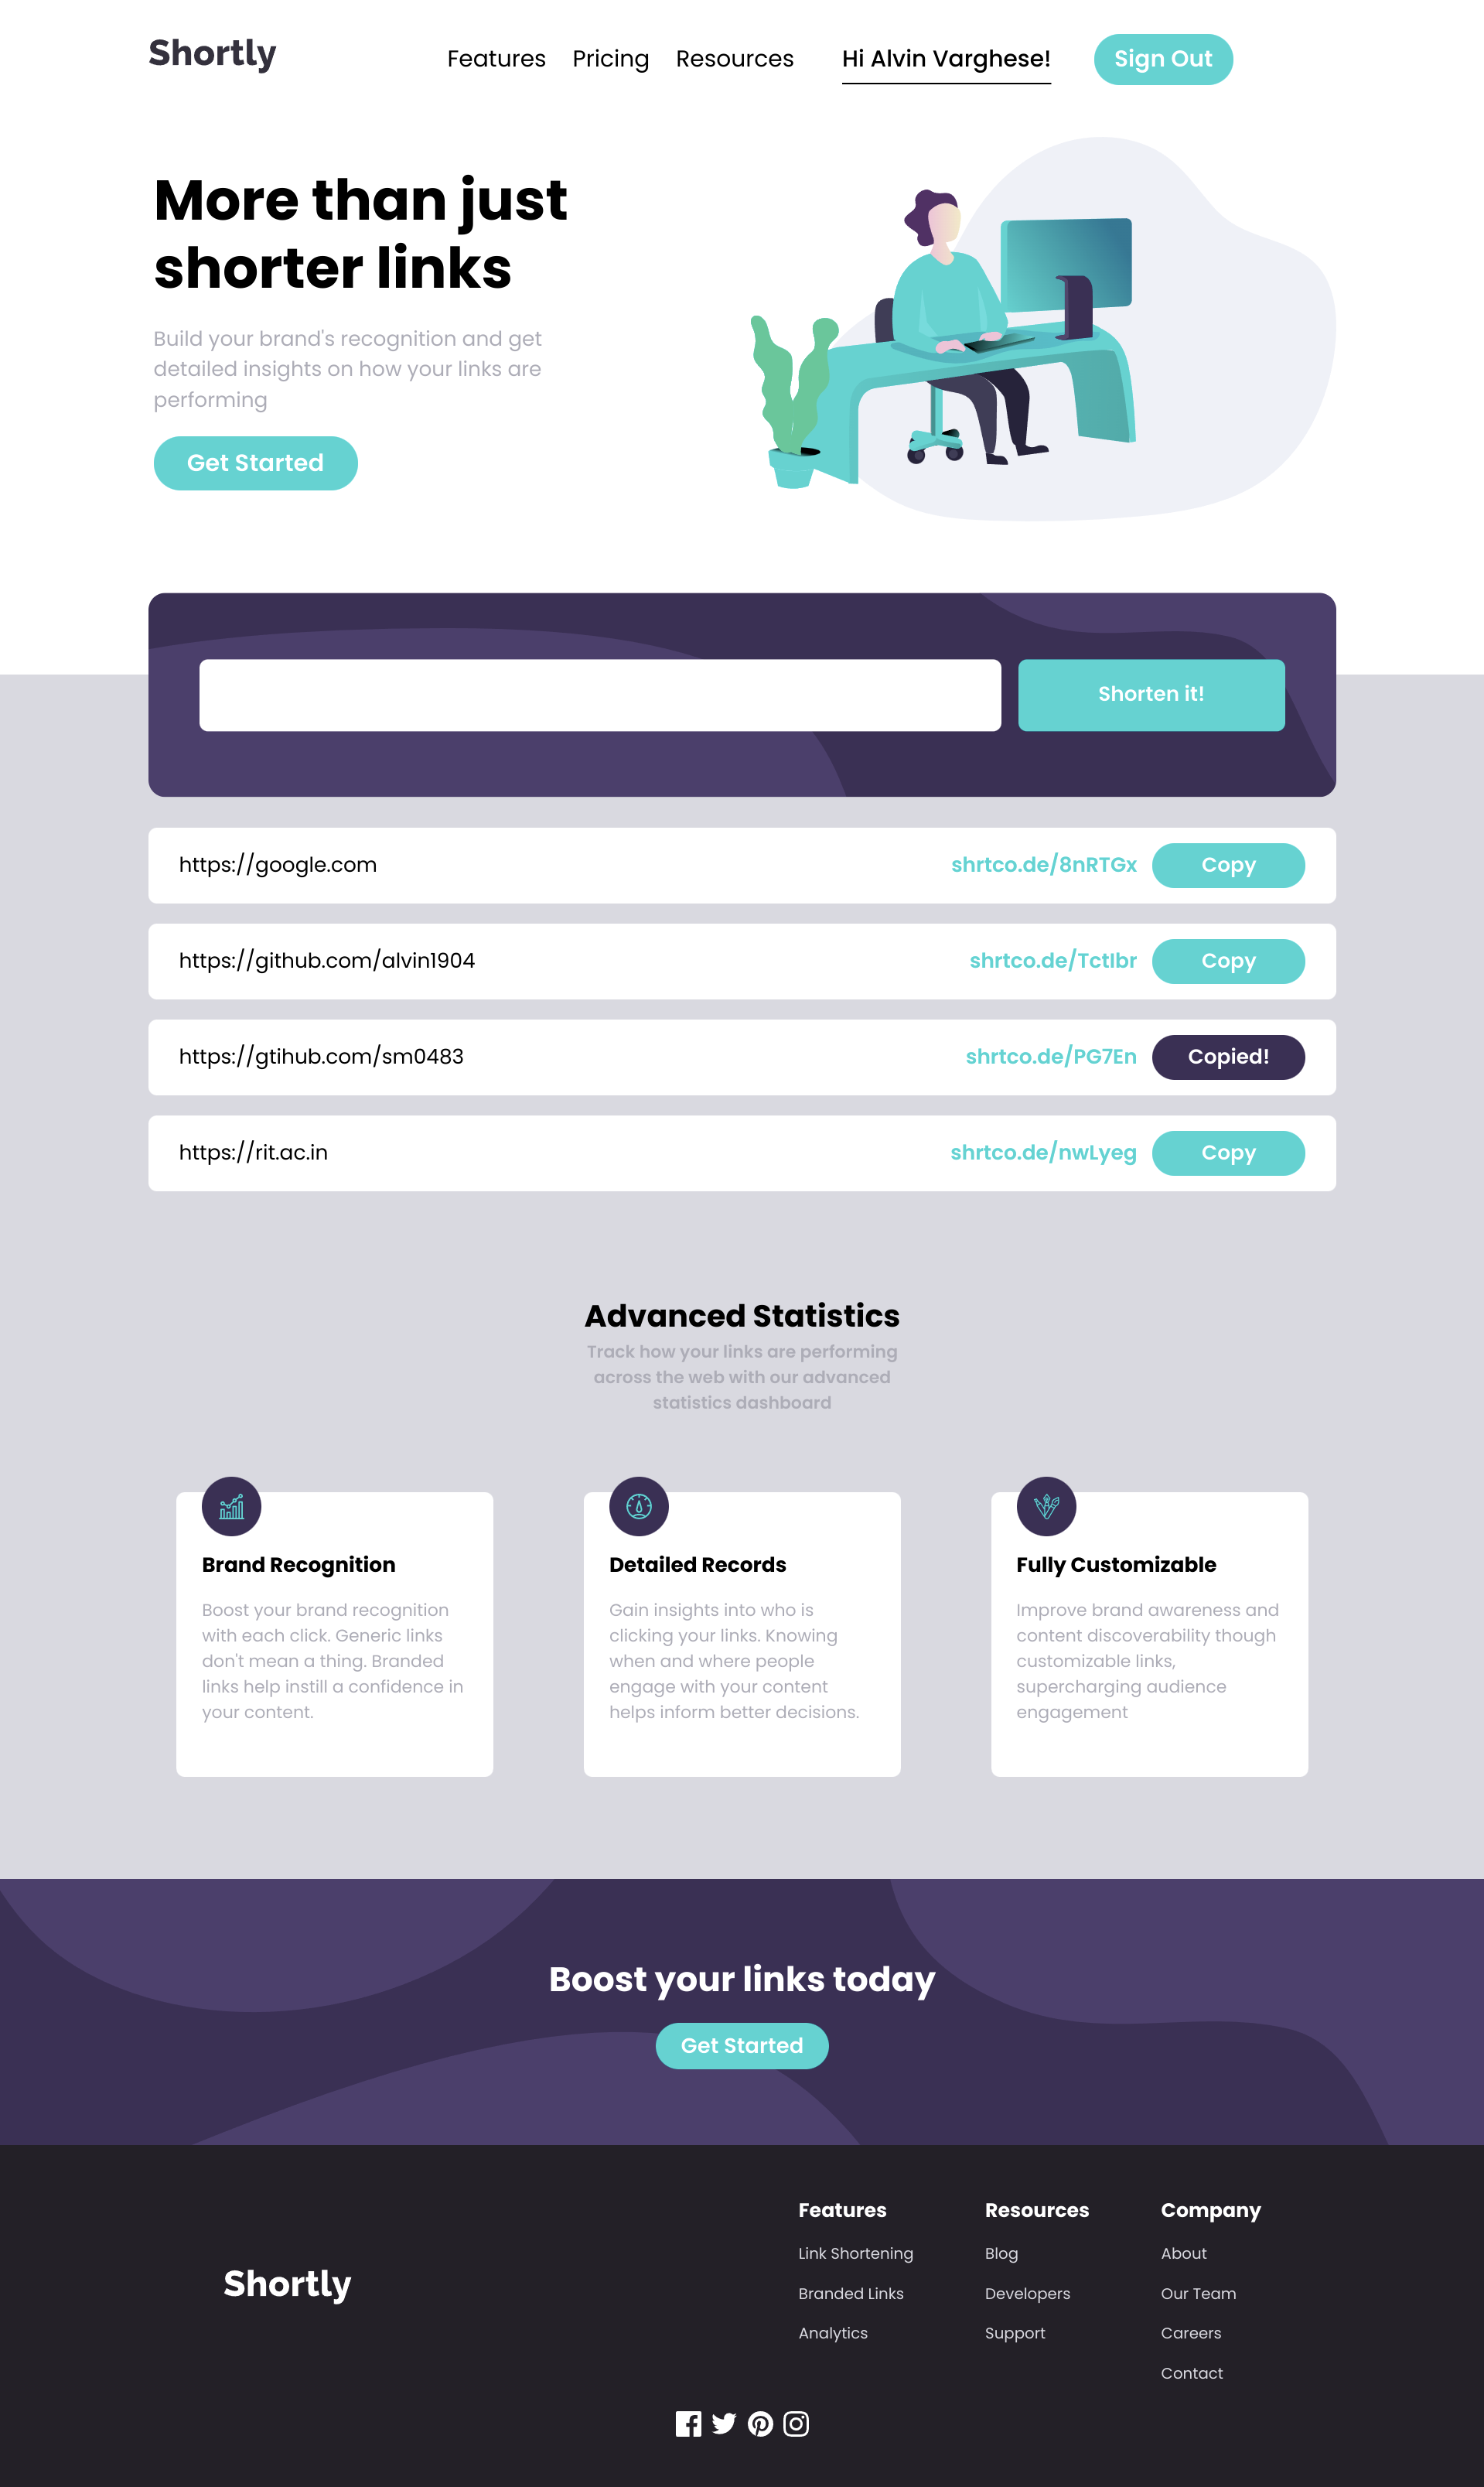 Shortly
Features
Pricing
Resources
Hi Alvin Varghese!
Sign Out
More than just
shorter links
Build your brand's recognition and get
detailed insights on how your links are
performing
Get Started
Shorten it!
https://google.com
shrtco.de/8nRTGx
Copy
https://github.com/alvin1904
shrtco.de/TctIbr
Copy
https://gtihub.com/sm0483
shrtco.de/PG7En
Copied!
https://rit.ac.in
shrtco.de/nwLyeg
Copy
Advanced Statistics
Track how your links are performing
across the web with our advanced
statistics dashboard
Brand Recognition
Boost your brand recognition
with each click. Generic links
don't mean a thing. Branded
links help instill a confidence in
your content.
Detailed Records
Gain insights into who is
clicking your links. Knowing
when and where people
engage with your content
helps inform better decisions.
Fully Customizable
Improve brand awareness and
content discoverability though
customizable links,
supercharging audience
engagement
Boost your links today
Get Started
Shortly
Features
Link Shortening
Branded Links
Analytics
Resources
Blog
Developers
Support
Company
About
Our Team
Careers
Contact